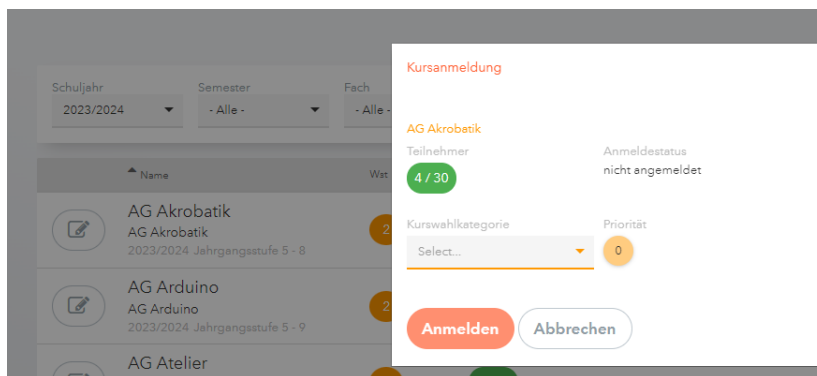 Schuljahr Semester Fach
2023/2024 - Alle - - Alle -
Name Wst
AG Akrobatik
AG Akrobatik
2023/2024 Jahrgangsstufe 5 - 8
2
AG Arduino
AG Arduino
2023/2024 Jahrgangsstufe 5 - 9
2
AG Atelier
Kursanmeldung
AG Akrobatik
Teilnehmer Anmeldestatus
4 / 30 nicht angemeldet
Kurswahlkategorie Priorität
Select... 0
Anmelden Abbrechen